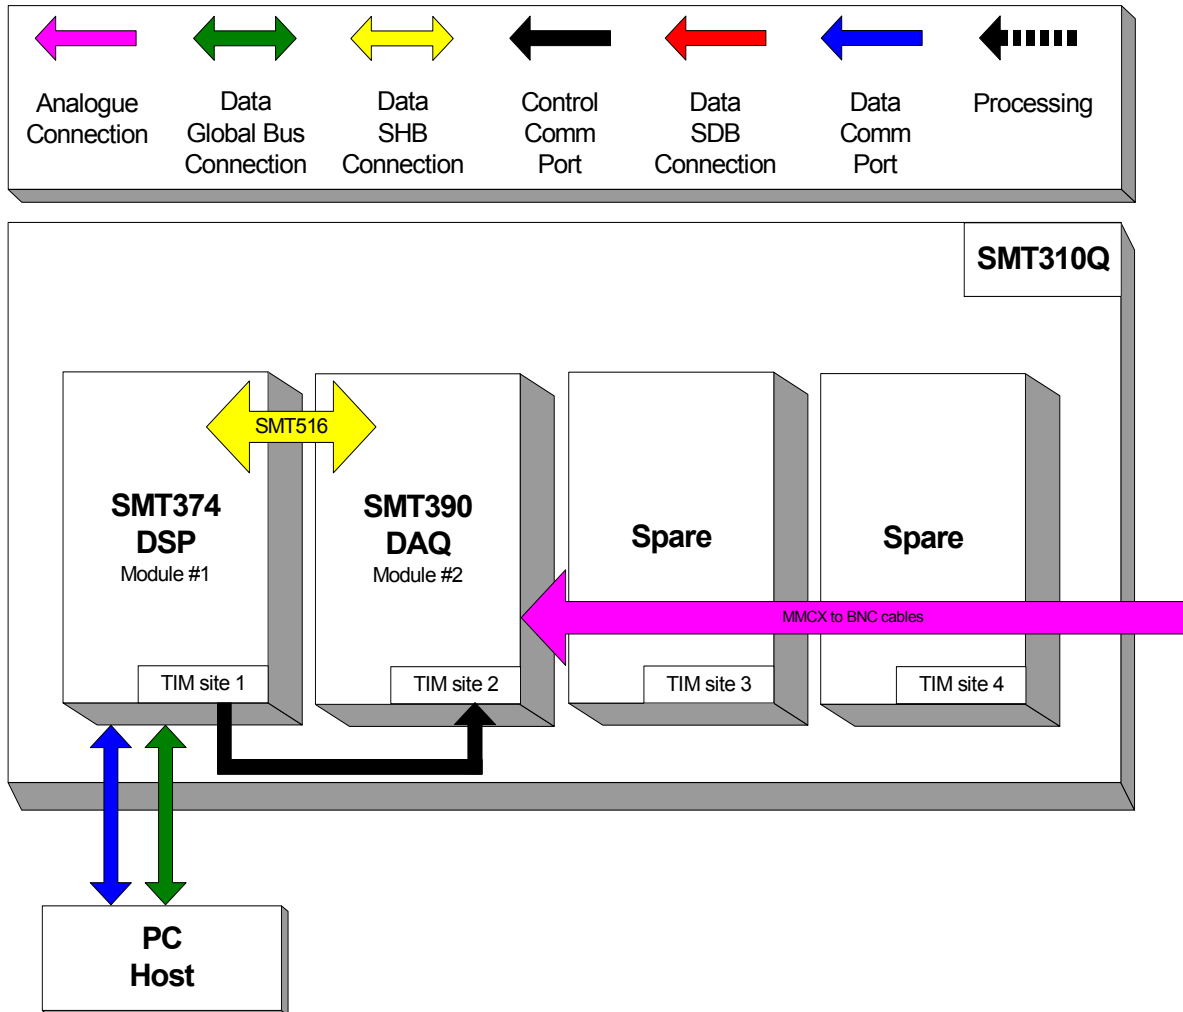 Analogue
Connection
Data
Global Bus
Connection
Data
SHB
Connection
Control
Comm
Port
Data
SDB
Connection
Data
Comm
Port
Processing
SMT310Q
SMT516
SMT374
DSP
Module #1
TIM site 1
SMT390
DAQ
Module #2
TIM site 2
Spare
TIM site 3
Spare
TIM site 4
MMCX to BNC cables
PC
Host